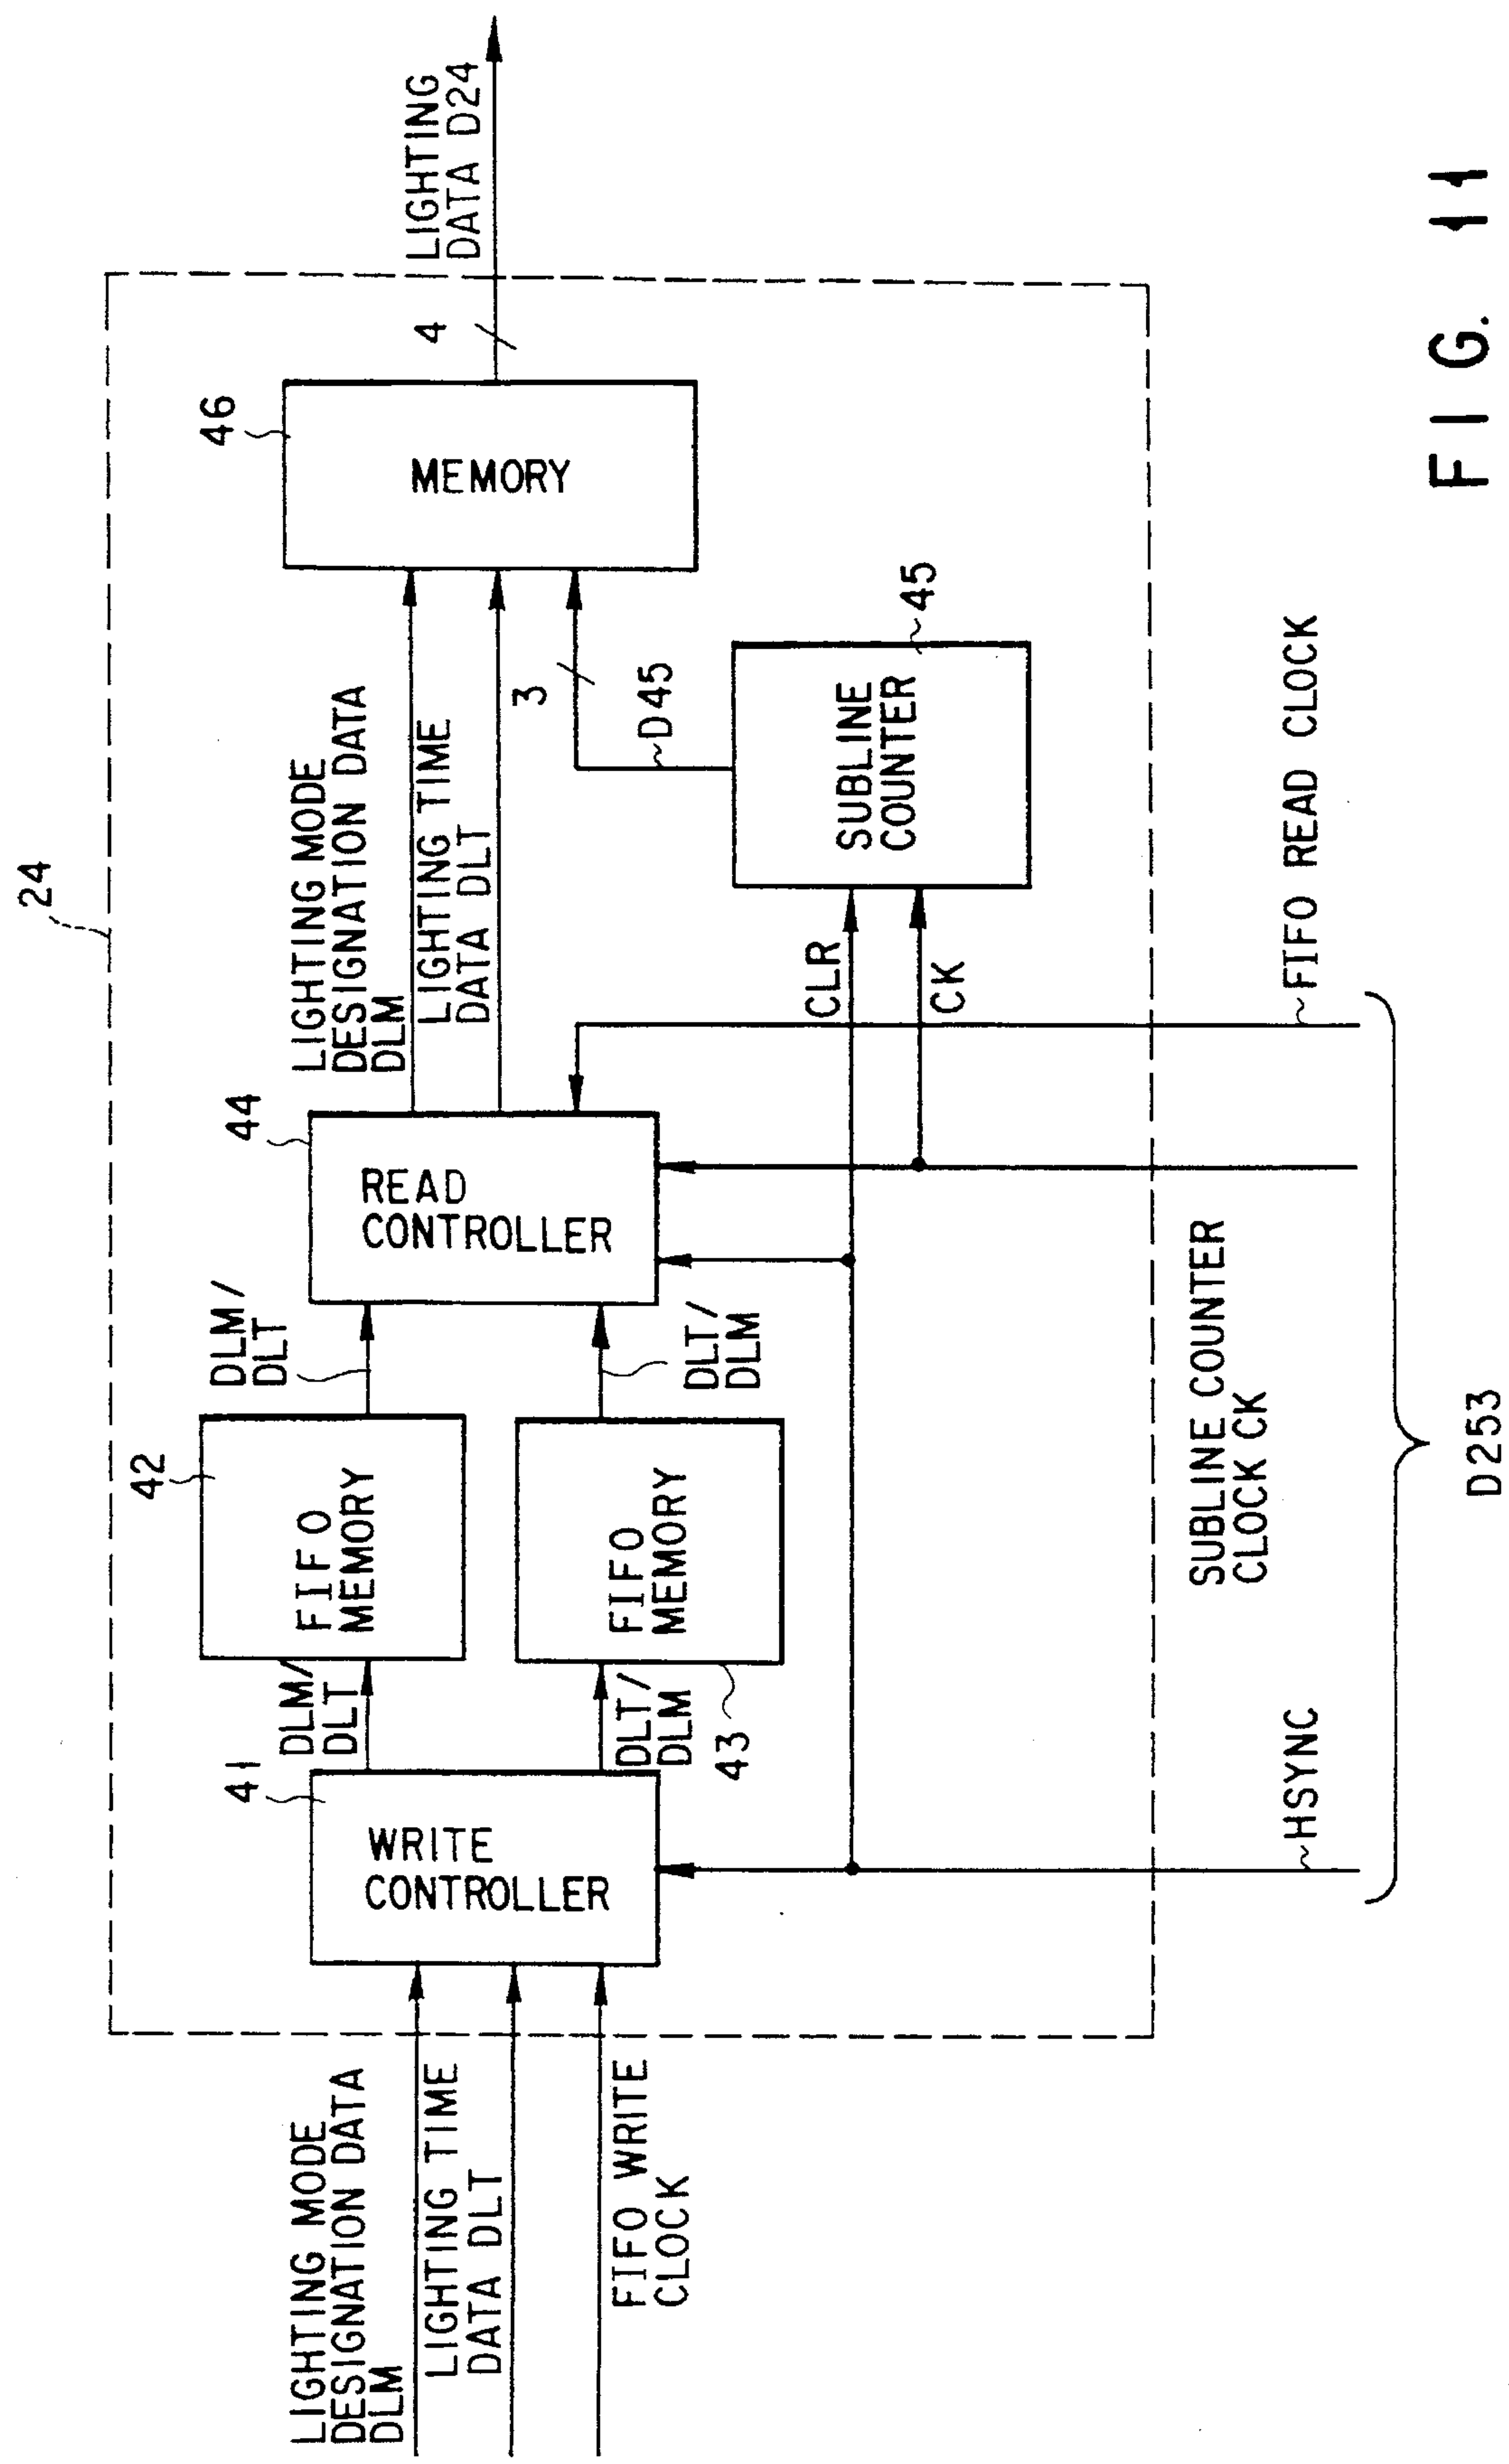 24
LIGHTING MODE
DESIGNATION DATA
DLM
LIGHTING TIME
DATA DLT
FIFO WRITE
CLOCK
41
WRITE
CONTROLLER
DLM/
DLT
DLT/
DLM
42
FIFO
MEMORY
43
FIFO
MEMORY
DLM/
DLT
DLT/
DLM
44
READ
CONTROLLER
LIGHTING MODE
DESIGNATION DATA
DLM
LIGHTING TIME
DATA DLT
3
D45
CLR
CK
45
SUBLINE
COUNTER
46
MEMORY
4
LIGHTING
DATA D24
HSYNC
SUBLINE COUNTER
CLOCK CK
FIFO READ CLOCK
D253
FIG. 11